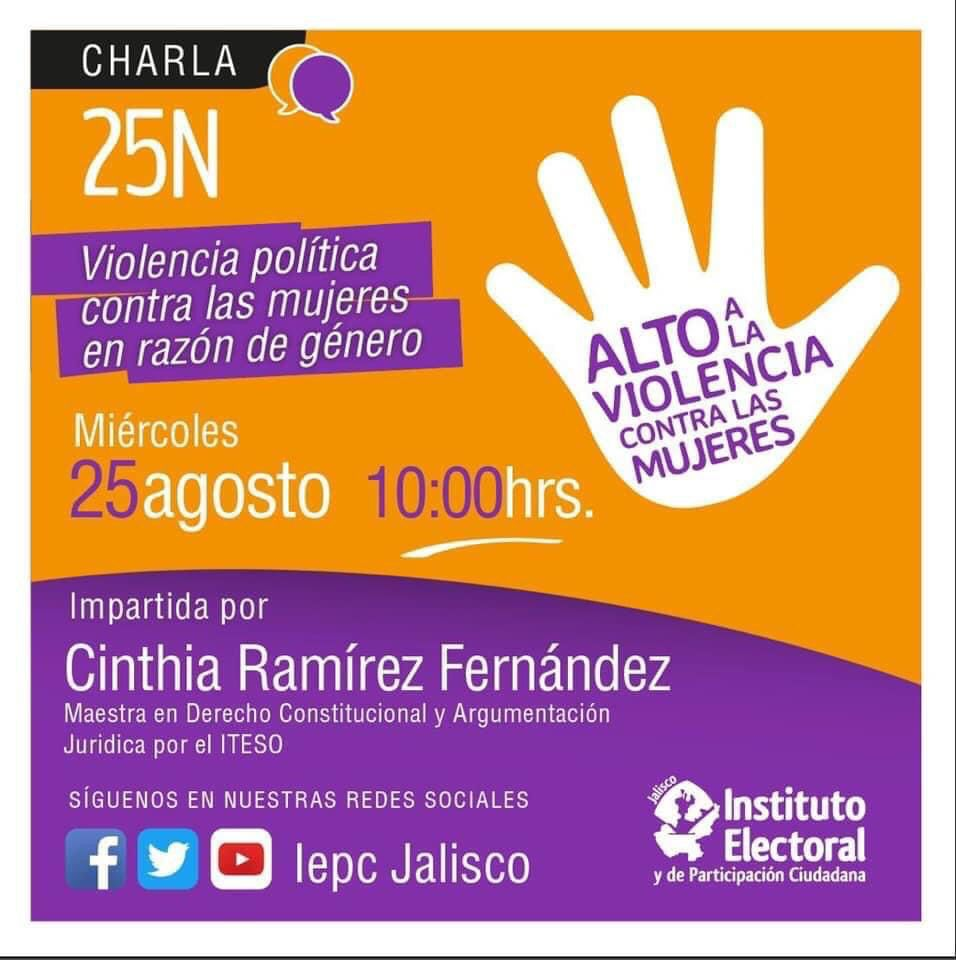 CHARLA
25N
Violencia política
contra las mujeres
en razón de género
Miércoles
25 agosto 10:00hrs.
ALTO A
LA
VIOLENCIA
CONTRA LAS
MUJERES
Impartida por
Cinthia Ramírez Fernández
Maestra en Derecho Constitucional y Argumentación
Juridica por el ITESO
SÍGUENOS EN NUESTRAS REDES SOCIALES
Iepc Jalisco
Jalisco
Instituto
Electoral
y de Participación Ciudadana